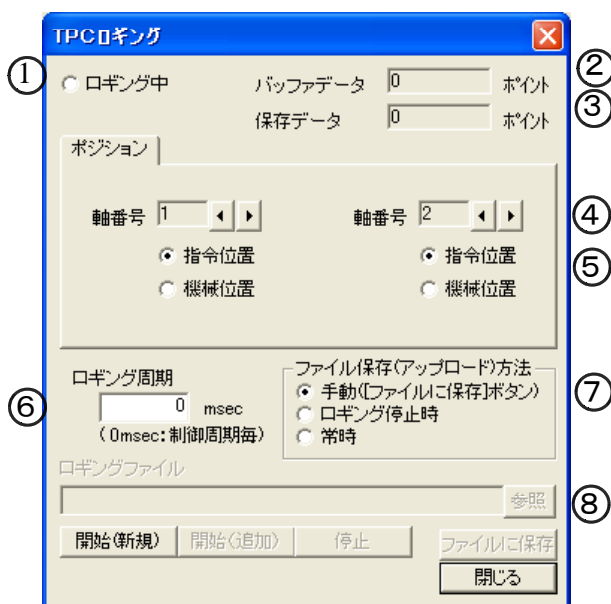 TPCロギング
① ロギング中 バッファデータ 0 ポイント ②
保存データ 0 ポイント ③
ポジション
軸番号 1 軸番号 2 ④
指令位置 指令位置 ⑤
機械位置 機械位置
ロギング周期 ファイル保存(アップロード)方法
⑥ 0 msec 手動([ファイルに保存]ボタン) ⑦
(0msec:制御周期毎) ロギング停止時
常時
ロギングファイル
参照 ⑧
開始(新規) 開始(追加) 停止 ファイルに保存
閉じる